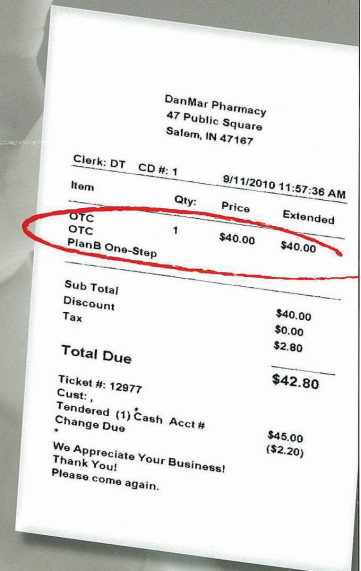 DanMar Pharmacy
47 Public Square
Salem, IN 47167
Clerk: DT CD #: 1 9/11/2010 11:57:36 AM
Item Qty: Price Extended
OTC
OTC 1 $40.00 $40.00
PlanB One-Step
Sub Total $40.00
Discount $0.00
Tax $2.80
Total Due $42.80
Ticket #: 12977
Cust: ,
Tendered (1) Cash Acct # $45.00
Change Due ($2.20)
*
We Appreciate Your Business!
Thank You!
Please come again.